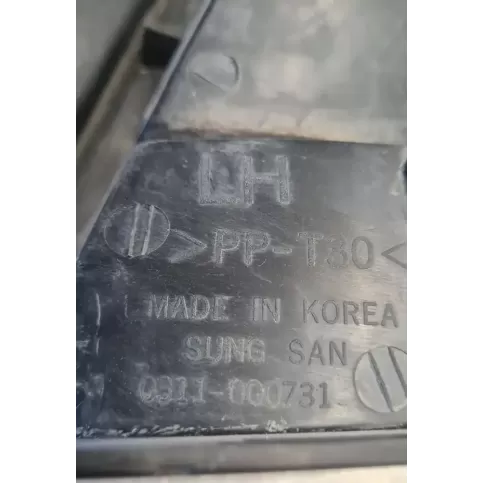 LH
>PP-T30<
MADE IN KOREA
SUNG SAN
0311-000731